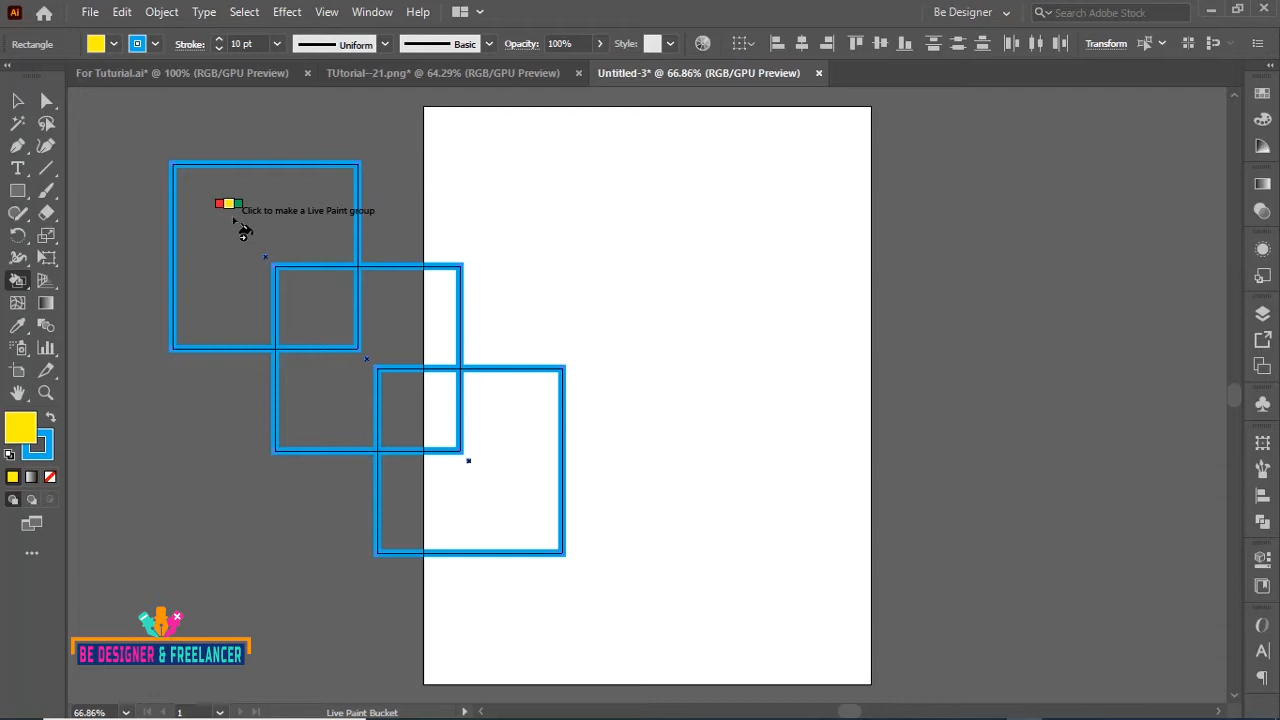 Ai File Edit Object Type Select Effect View Window Help Be Designer Search Adobe Stock
Rectangle Stroke: 10 pt Uniform Basic Opacity: 100% Style: Transform
For Tuturial.ai* @ 100% (RGB/GPU Preview) TUtorial--21.png* @ 64.29% (RGB/GPU Preview) Untitled-3* @ 66.86% (RGB/GPU Preview)
Click to make a Live Paint group
BE DESIGNER & FREELANCER
66.86% 1 Live Paint Bucket